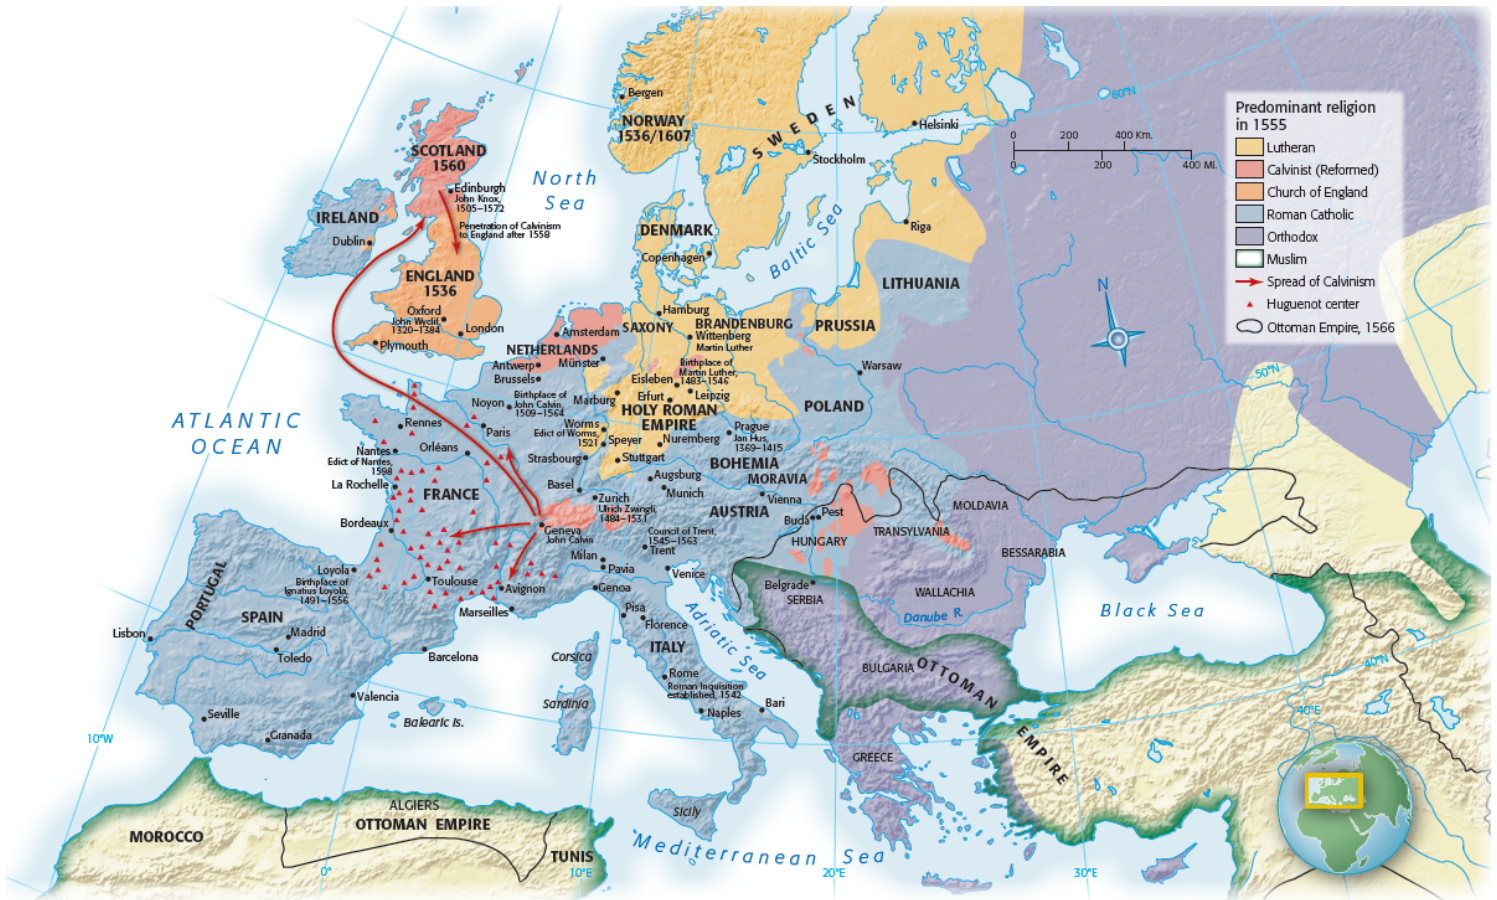 Bergen
NORWAY
1536/1607
SWEDEN
Helsinki
Stockholm
60°N
Predominant religion
in 1555
Lutheran
Calvinist (Reformed)
Church of England
Roman Catholic
Orthodox
Muslim
Spread of Calvinism
Huguenot center
Ottoman Empire, 1566
0 200 400 Km.
0 200 400 Mi.
SCOTLAND
1560
Edinburgh
John Knox,
1505–1572
Penetration of Calvinism
to England after 1558
North
Sea
IRELAND
Dublin
ENGLAND
1536
Oxford
John Wyclif,
1320–1384
London
Plymouth
DENMARK
Copenhagen
Baltic Sea
Riga
LITHUANIA
N
Hamburg
SAXONY
BRANDENBURG
PRUSSIA
Wittenberg
Martin Luther
Amsterdam
NETHERLANDS
Münster
Antwerp
Brussels
Birthplace of
Martin Luther,
1483–1546
Eisleben
Erfurt
Leipzig
Marburg
Warsaw
POLAND
50°N
Noyon
Birthplace of
John Calvin,
1509–1564
HOLY ROMAN
EMPIRE
Worms
Edict of Worms,
1521
Speyer
Nuremberg
Stuttgart
Strasbourg
Prague
Jan Hus,
1369–1415
BOHEMIA
MORAVIA
ATLANTIC
OCEAN
Rennes
Paris
Orléans
Nantes
Edict of Nantes,
1598
La Rochelle
FRANCE
Bordeaux
Basel
Zurich
Ulrich Zwingli,
1484–1531
Augsburg
Munich
Vienna
AUSTRIA
Geneva
John Calvin
Council of Trent,
1545–1563
Trent
Buda
Pest
HUNGARY
TRANSYLVANIA
MOLDAVIA
BESSARABIA
Milan
Pavia
Venice
Genoa
Loyola
Birthplace of
Ignatius Loyola,
1491–1556
Toulouse
Avignon
Marseilles
Belgrade
SERBIA
WALLACHIA
Danube R.
Black Sea
PORTUGAL
SPAIN
Lisbon
Madrid
Toledo
Barcelona
Valencia
Seville
Granada
Balearic Is.
Corsica
Sardinia
Pisa
Florence
ITALY
Adriatic Sea
Rome
Roman Inquisition
established, 1542
Naples
Bari
Sicily
BULGARIA
OTTOMAN
EMPIRE
GREECE
40°N
40°E
10°W
0°
10°E
20°E
30°E
Mediterranean Sea
MOROCCO
ALGIERS
OTTOMAN EMPIRE
TUNIS